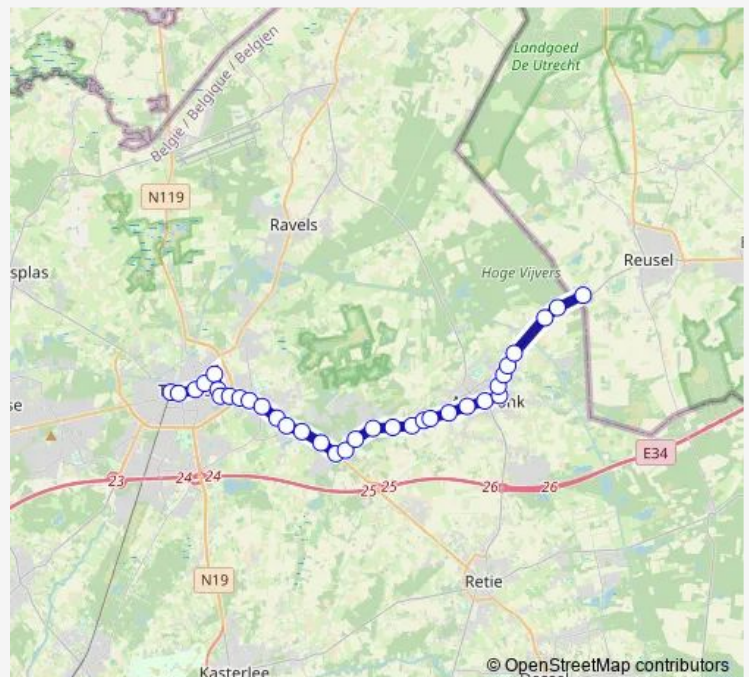 Landgoed
De Utrecht
België / Belgique / Belgien
N119
Ravels
Reusel
Hoge Vijvers
splas
se
E34
23
24 24
25 25
26 26
N19
Retie
Kasterlee
© OpenStreetMap contributors